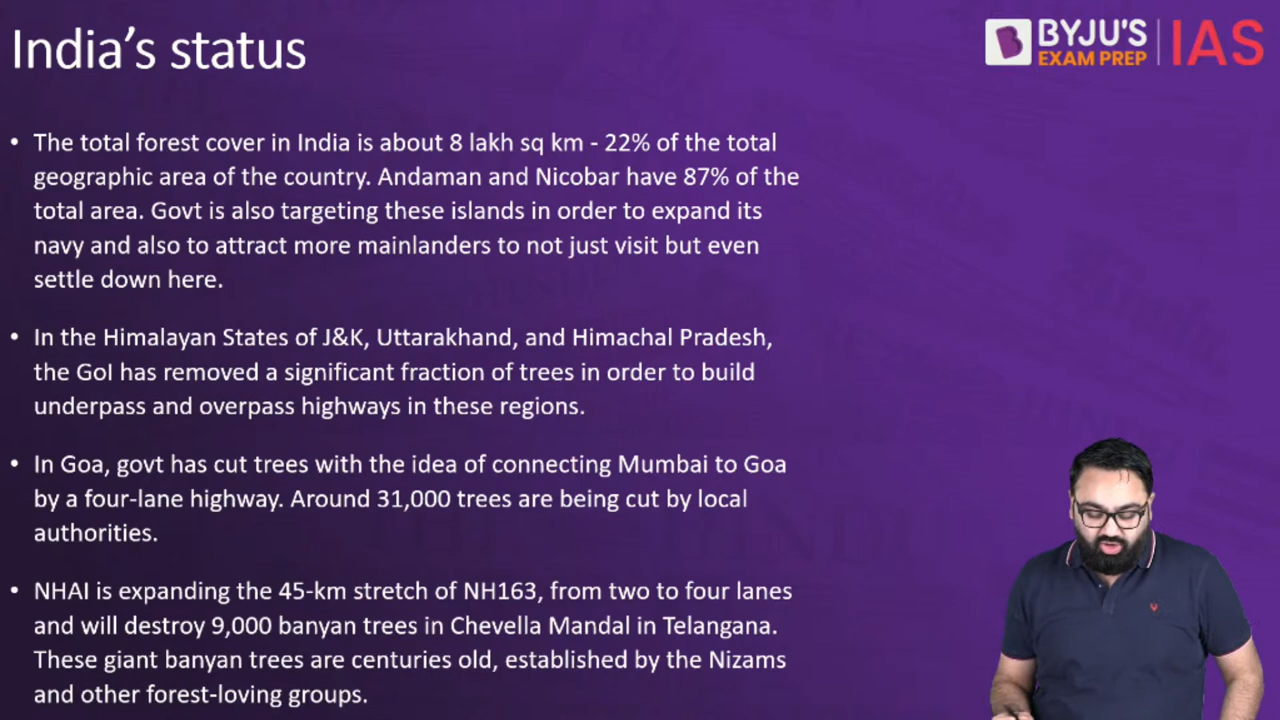 India's status
BYJU'S
EXAM PREP
IAS
• The total forest cover in India is about 8 lakh sq km - 22% of the total
geographic area of the country. Andaman and Nicobar have 87% of the
total area. Govt is also targeting these islands in order to expand its
navy and also to attract more mainlanders to not just visit but even
settle down here.
• In the Himalayan States of J&K, Uttarakhand, and Himachal Pradesh,
the GoI has removed a significant fraction of trees in order to build
underpass and overpass highways in these regions.
• In Goa, govt has cut trees with the idea of connecting Mumbai to Goa
by a four-lane highway. Around 31,000 trees are being cut by local
authorities.
• NHAI is expanding the 45-km stretch of NH163, from two to four lanes
and will destroy 9,000 banyan trees in Chevella Mandal in Telangana.
These giant banyan trees are centuries old, established by the Nizams
and other forest-loving groups.